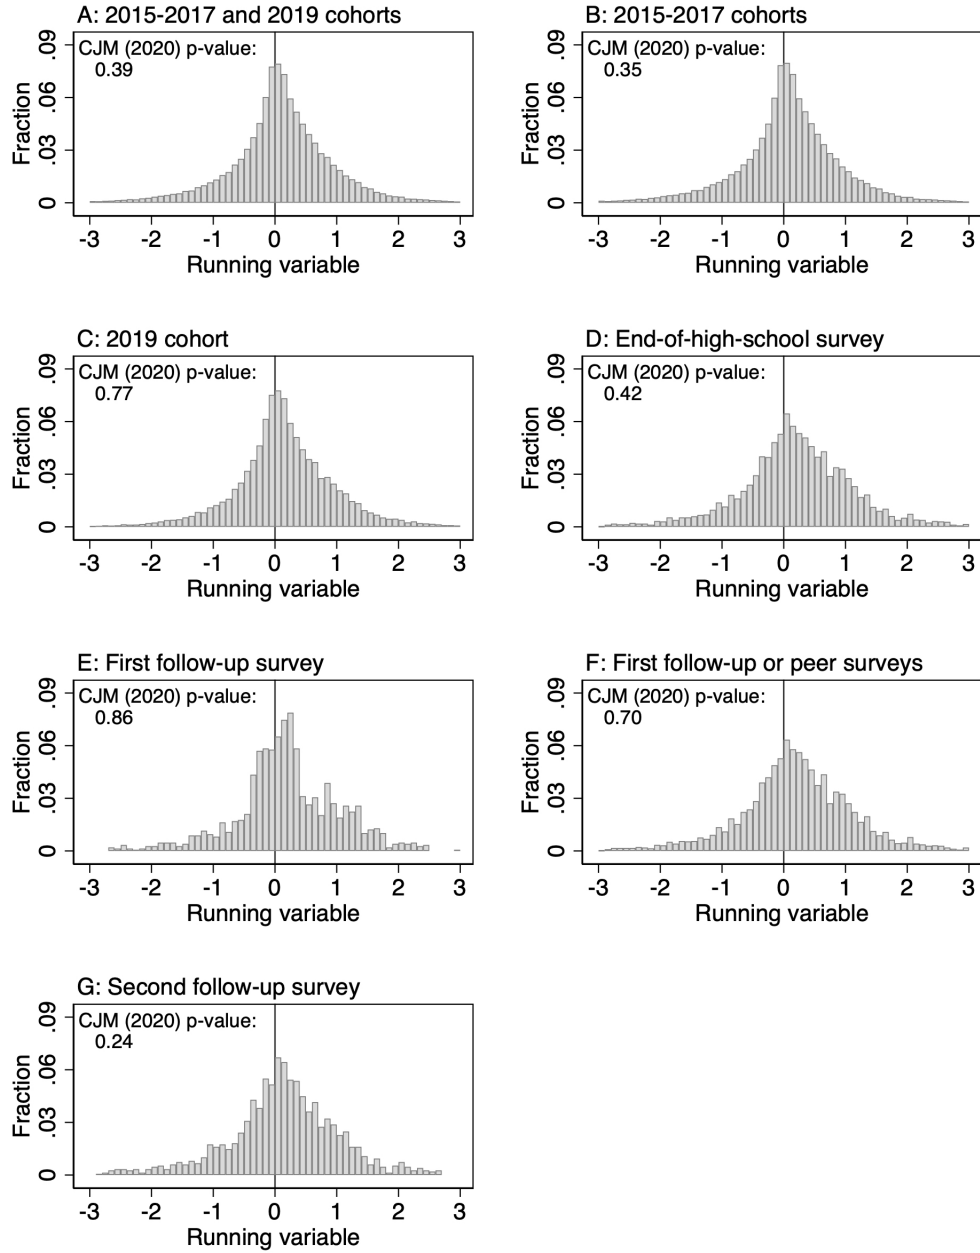 A: 2015-2017 and 2019 cohorts
CJM (2020) p-value:
0.39
Fraction
.09
.06
.03
0
-3 -2 -1 0 1 2 3
Running variable
B: 2015-2017 cohorts
CJM (2020) p-value:
0.35
Fraction
.09
.06
.03
0
-3 -2 -1 0 1 2 3
Running variable
C: 2019 cohort
CJM (2020) p-value:
0.77
Fraction
.09
.06
.03
0
-3 -2 -1 0 1 2 3
Running variable
D: End-of-high-school survey
CJM (2020) p-value:
0.42
Fraction
.09
.06
.03
0
-3 -2 -1 0 1 2 3
Running variable
E: First follow-up survey
CJM (2020) p-value:
0.86
Fraction
.09
.06
.03
0
-3 -2 -1 0 1 2 3
Running variable
F: First follow-up or peer surveys
CJM (2020) p-value:
0.70
Fraction
.09
.06
.03
0
-3 -2 -1 0 1 2 3
Running variable
G: Second follow-up survey
CJM (2020) p-value:
0.24
Fraction
.09
.06
.03
0
-3 -2 -1 0 1 2 3
Running variable